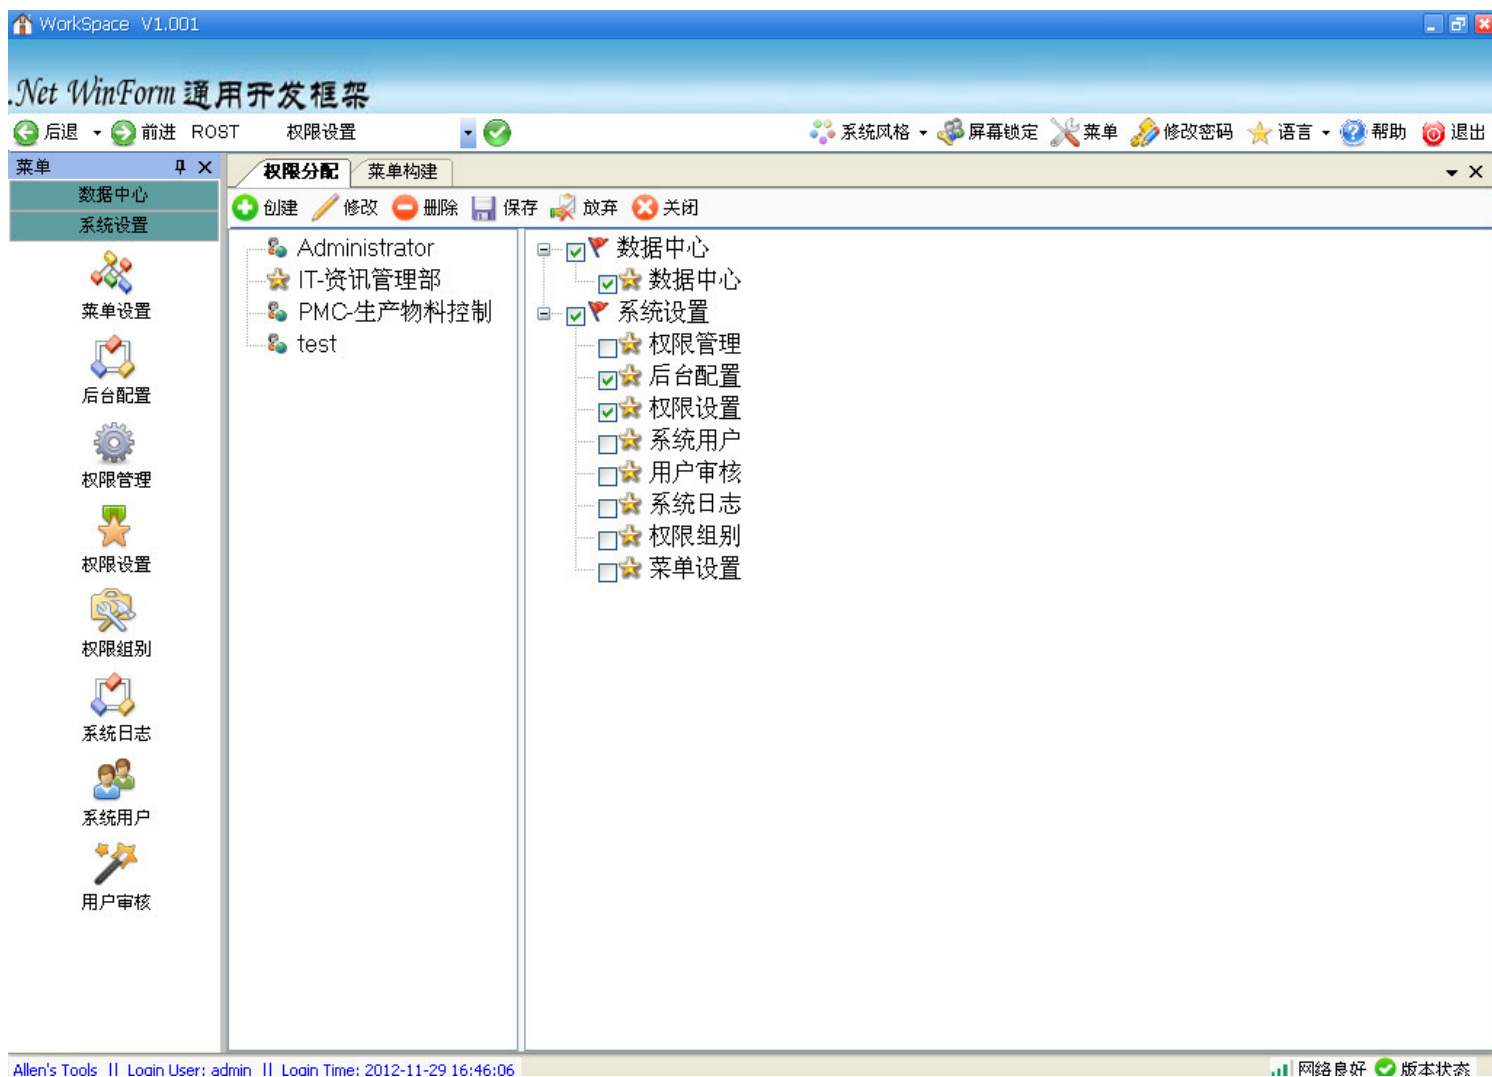 WorkSpace V1.001
.Net WinForm 通用开发框架
后退 前进 ROST 权限设置 系统风格 屏幕锁定 菜单 修改密码 语言 帮助 退出
菜单
数据中心
系统设置
菜单设置
后台配置
权限管理
权限设置
权限组别
系统日志
系统用户
用户审核
权限分配 菜单构建
创建 修改 删除 保存 放弃 关闭
Administrator
IT-资讯管理部
PMC-生产物料控制
test
数据中心
数据中心
系统设置
权限管理
后台配置
权限设置
系统用户
用户审核
系统日志
权限组别
菜单设置
Allen's Tools || Login User: admin || Login Time: 2012-11-29 16:46:06 网络良好 版本状态